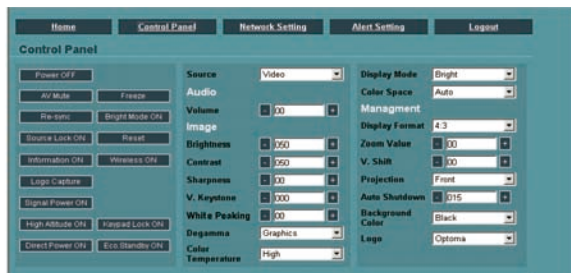 Home Control Panel Network Setting Alert Setting Logout
Control Panel
Power OFF
AV Mute Freeze
Re-sync Bright Mode ON
Source Lock ON Reset
Information ON Wireless ON
Logo Capture
Signal Power ON
High Altitude ON Keypad Lock ON
Direct Power ON Eco Standby ON
Source Video
Audio
Volume - 00 +
Image
Brightness - 050 +
Contrast - 050 +
Sharpness - 00 +
V. Keystone - 000 +
White Peaking - 00 +
Degamma Graphics
Color Temperature High
Display Mode Bright
Color Space Auto
Managment
Display Format 4:3
Zoom Value - 00 +
V. Shift - 00 +
Projection Front
Auto Shutdown - 015 +
Background Color Black
Logo Optoma